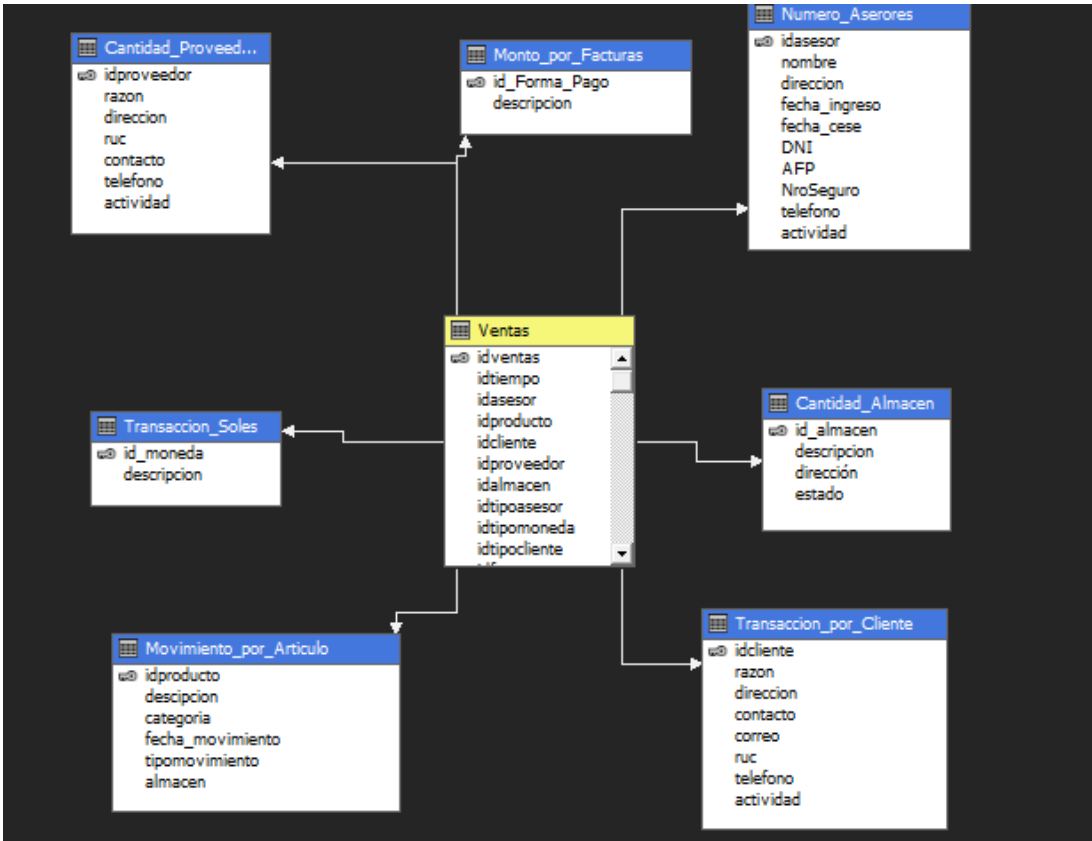 Cantidad_Proveed...
idproveedor
razon
direccion
ruc
contacto
telefono
actividad
Monto_por_Facturas
id_Forma_Pago
descripcion
Numero_Aserores
idasesor
nombre
direccion
fecha_ingreso
fecha_cese
DNI
AFP
NroSeguro
telefono
actividad
Ventas
idventas
idtiempo
idasesor
idproducto
idcliente
idproveedor
idalmacen
idtipoasesor
idtipomoneda
idtipocliente
Transaccion_Soles
id_moneda
descripcion
Cantidad_Almacen
id_almacen
descripcion
dirección
estado
Movimiento_por_Articulo
idproducto
descipcion
categoria
fecha_movimiento
tipomovimiento
almacen
Transaccion_por_Cliente
idcliente
razon
direccion
contacto
correo
ruc
telefono
actividad